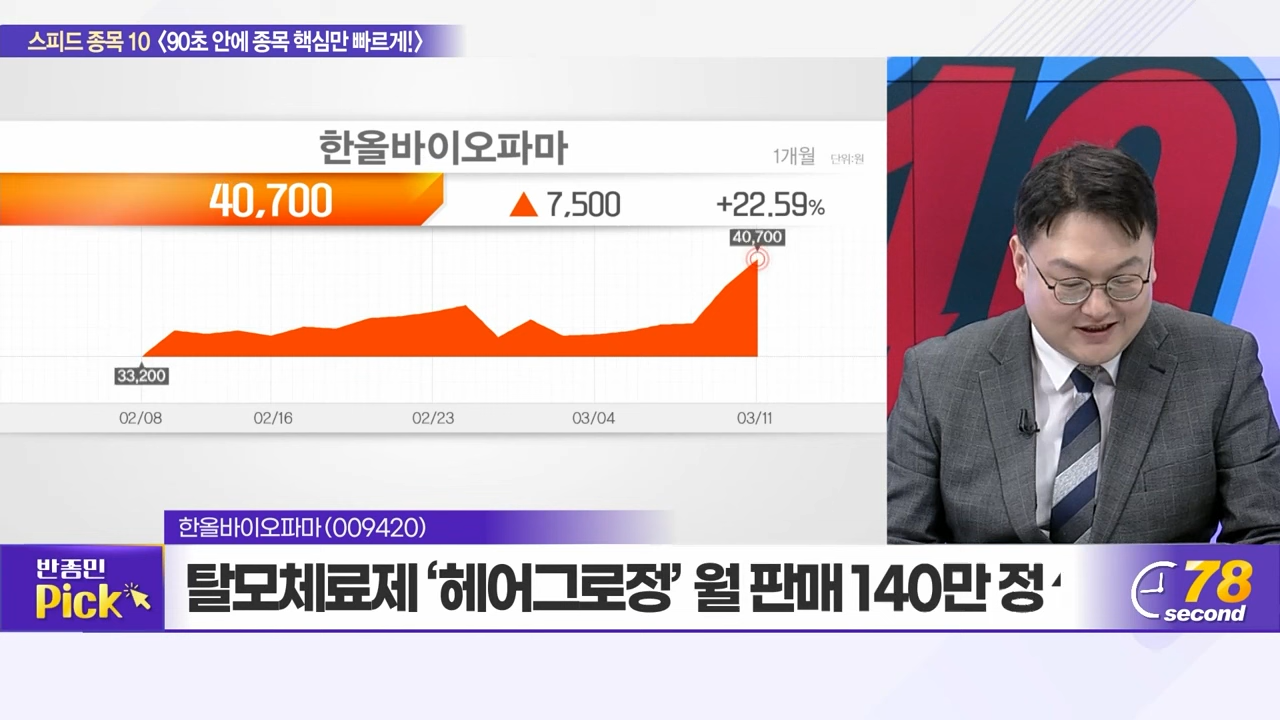 스피드 종목 10 〈90초 안에 종목 핵심만 빠르게!〉
한올바이오파마
1개월 단위:원
40,700 ▲ 7,500 +22.59%
40,700
33,200
02/08 02/16 02/23 03/04 03/11
10
한올바이오파마(009420)
반종민
Pick
탈모체료제 ‘헤어그로정’ 월 판매 140만 정
78
second